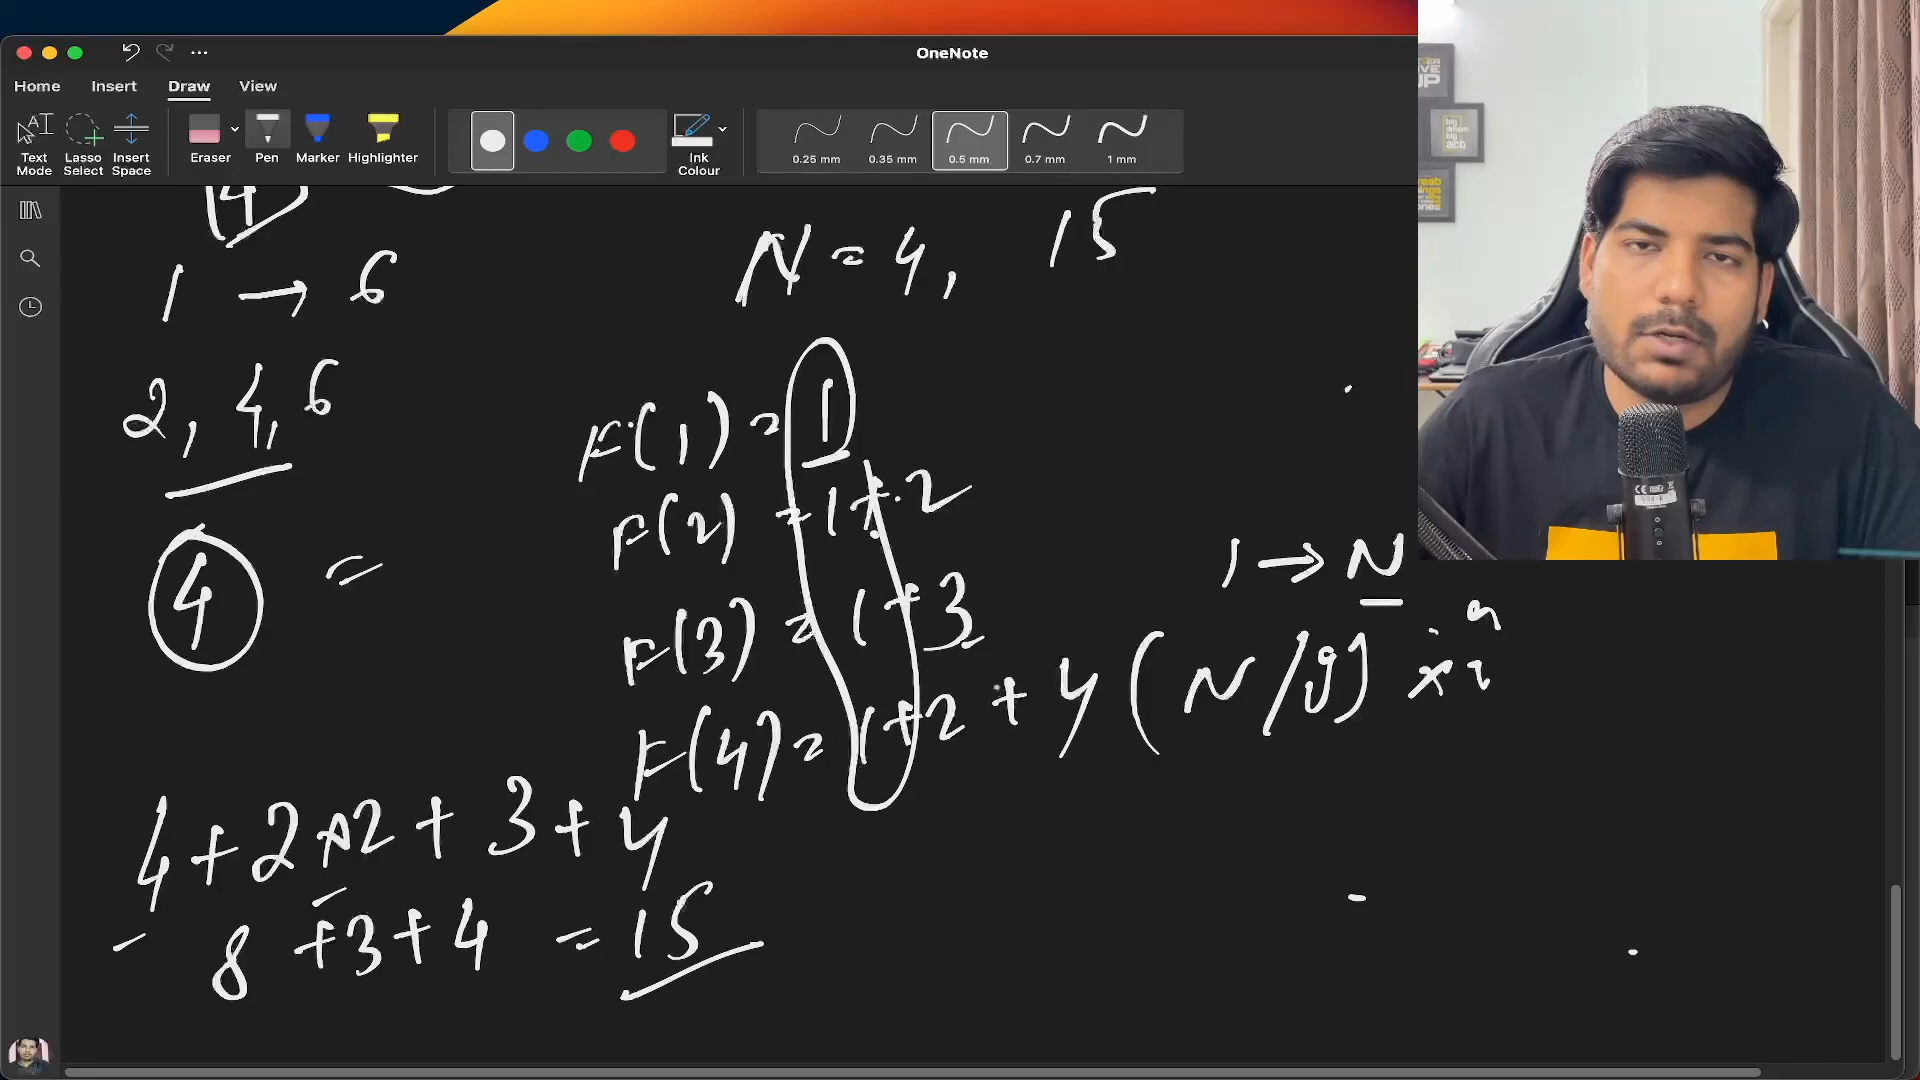 OneNote
Home Insert Draw View
Text Mode
Lasso Select
Insert Space
Eraser
Pen
Marker
Highlighter
Ink Colour
0.25 mm
0.35 mm
0.5 mm
0.7 mm
1 mm
4
1 → 6
N = 4, 15
2, 4, 6
F(1) = 1
F(2) = 1 + 2
4 =
1 → N
F(3) = 1 + 3
F(4) = 1 + 2 + 4 (N/i) × i
4 + 2×2 + 3 + 4
8 + 3 + 4 = 15
big
act